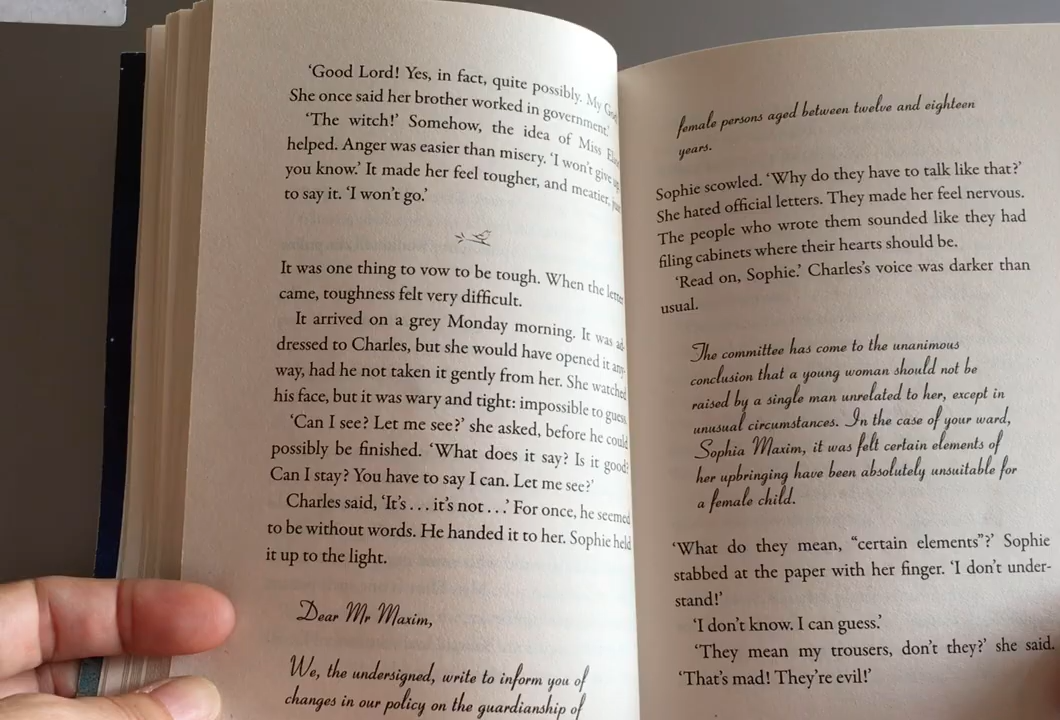 ‘Good Lord! Yes, in fact, quite possibly. My
She once said her brother worked in government.’
‘The witch!’ Somehow, the idea of Miss
helped. Anger was easier than misery. ‘I won’t give
you know.’ It made her feel tougher, and meatier,
to say it. ‘I won’t go.’
It was one thing to vow to be tough. When the letter
came, toughness felt very difficult.
It arrived on a grey Monday morning. It was ad-
dressed to Charles, but she would have opened it any-
way, had he not taken it gently from her. She watched
his face, but it was wary and tight: impossible to guess.
‘Can I see? Let me see?’ she asked, before he could
possibly be finished. ‘What does it say? Is it good?
Can I stay? You have to say I can. Let me see?’
Charles said, ‘It’s . . . it’s not . . .’ For once, he seemed
to be without words. He handed it to her. Sophie held
it up to the light.
Dear Mr Maxim,
We, the undersigned, write to inform you of
changes in our policy on the guardianship of
female persons aged between twelve and eighteen
years.
Sophie scowled. ‘Why do they have to talk like that?’
She hated official letters. They made her feel nervous.
The people who wrote them sounded like they had
filing cabinets where their hearts should be.
‘Read on, Sophie.’ Charles’s voice was darker than
usual.
The committee has come to the unanimous
conclusion that a young woman should not be
raised by a single man unrelated to her, except in
unusual circumstances. In the case of your ward,
Sophia Maxim, it was felt certain elements of
her upbringing have been absolutely unsuitable for
a female child.
‘What do they mean, “certain elements”?’ Sophie
stabbed at the paper with her finger. ‘I don’t under-
stand!’
‘I don’t know. I can guess.’
‘They mean my trousers, don’t they?’ she said.
‘That’s mad! They’re evil!’